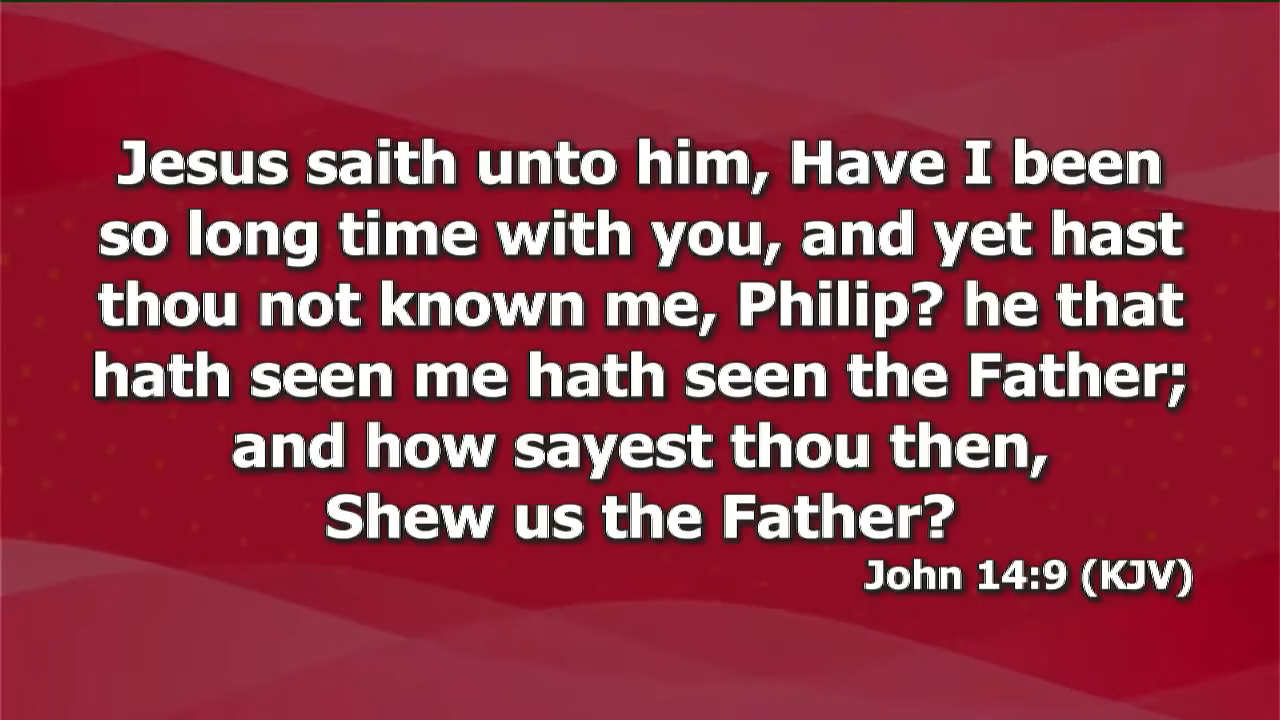 Jesus saith unto him, Have I been
so long time with you, and yet hast
thou not known me, Philip? he that
hath seen me hath seen the Father;
and how sayest thou then,
Shew us the Father?
John 14:9 (KJV)